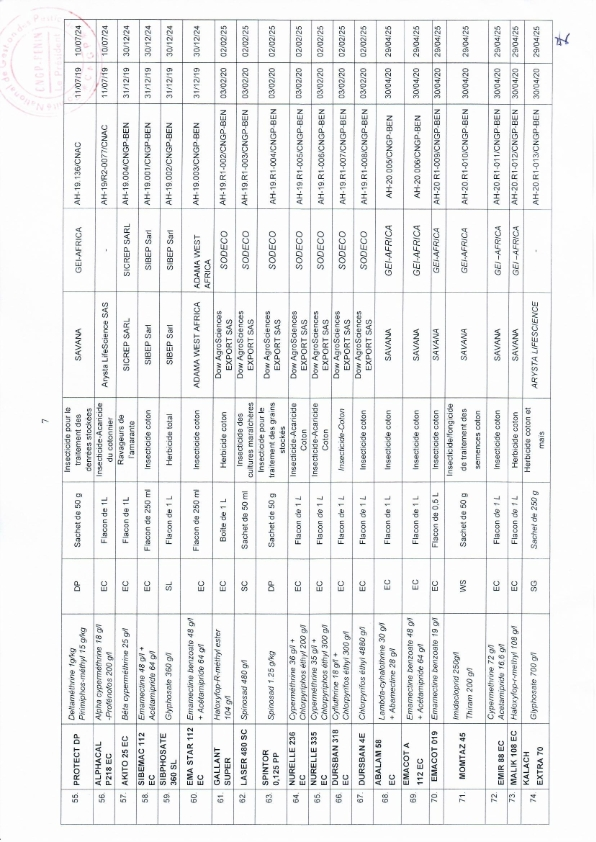 7
55. PROTECT DP Deltaméthrine 1g/kg Pirimiphos-méthyl 15 g/kg DP Sachet de 50 g Insecticide pour le traitement des denrées stockées SAVANA GEI-AFRICA AH-19.136/CNAC 11/07/19 10/07/24
56. ALPHACAL P218 EC Alpha cyperméthrine 18 g/l -Profénofos 200 g/l EC Flacon de 1L Insecticide-Acaricide du cotonnier Arysta LifeScience SAS - AH-19/R2-0077/CNAC 11/07/19 10/07/24
57. AKITO 25 EC Béta cyperméthrine 25 g/l EC Flacon de 1L Ravageurs de l'amarante SICREP SARL SICREP SARL AH-19.004/CNGP-BEN 31/12/19 30/12/24
58. SIBEMAC 112 EC Emamectine 48 g/l + Acétamipride 64 g/l EC Flacon de 250 ml Insecticide coton SIBEP Sarl SIBEP Sarl AH-19.001/CNGP-BEN 31/12/19 30/12/24
59. SIBPHOSATE 360 SL Glyphosate 360 g/l SL Flacon de 1 L Herbicide total SIBEP Sarl SIBEP Sarl AH-19.002/CNGP-BEN 31/12/19 30/12/24
60. EMA STAR 112 EC Emamectine benzoate 48 g/l + Acétamipride 64 g/l EC Flacon de 250 ml Insecticide coton ADAMA WEST AFRICA ADAMA WEST AFRICA AH-19.003/CNGP-BEN 31/12/19 30/12/24
61. GALLANT SUPER Haloxyfop-R-méthyl ester 104 g/l EC Boite de 1 L Herbicide coton Dow AgroSciences EXPORT SAS SODECO AH-19.R1-002/CNGP-BEN 03/02/20 02/02/25
62. LASER 480 SC Spinosad 480 g/l SC Sachet de 50 ml Insecticide des cultures maraichères Dow AgroSciences EXPORT SAS SODECO AH-19.R1-003/CNGP-BEN 03/02/20 02/02/25
63. SPINTOR 0,125 PP Spinosad 1.25 g/kg DP Sachet de 50 g Insecticide pour le traitement des grains stockés Dow AgroSciences EXPORT SAS SODECO AH-19.R1-004/CNGP-BEN 03/02/20 02/02/25
64. NURELLE 236 EC Cyperméthrine 36 g/l + Chlorpyriphos éthyl 200 g/l EC Flacon de 1 L Insecticide-Acaricide Coton Dow AgroSciences EXPORT SAS SODECO AH-19.R1-005/CNGP-BEN 03/02/20 02/02/25
65. NURELLE 335 EC Cyperméthrine 35 g/l + Chlorpyriphos éthyl 300 g/l EC Flacon de 1 L Insecticide-Acaricide Coton Dow AgroSciences EXPORT SAS SODECO AH-19.R1-006/CNGP-BEN 03/02/20 02/02/25
66. DURSBAN 318 EC Cyfluthrine 18 g/l + Chlorpyrifos éthyl 300 g/l EC Flacon de 1 L Insecticide-Coton Dow AgroSciences EXPORT SAS SODECO AH-19 R1-007/CNGP-BEN 03/02/20 02/02/25
67. DURSBAN 4E Chlorpyrifos éthyl 4880 g/l EC Flacon de 1 L Insecticide coton Dow AgroSciences EXPORT SAS SODECO AH-19.R1-008/CNGP-BEN 03/02/20 02/02/25
68. ABALAM 58 EC Lambda-cyhalothrine 30 g/l + Abamectine 28 g/l EC Flacon de 1 L Insecticide coton SAVANA GEI-AFRICA AH-20 005/CNGP-BEN 30/04/20 29/04/25
69. EMACOT A 112 EC Emamectine benzoate 48 g/l + Acétamipride 64 g/l EC Flacon de 1 L Insecticide coton SAVANA GEI-AFRICA AH-20 006/CNGP-BEN 30/04/20 29/04/25
70. EMACOT 019 Emamectine benzoate 19 g/l EC Flacon de 0.5 L Insecticide coton SAVANA GEI-AFRICA AH-20 R1-009/CNGP-BEN 30/04/20 29/04/25
71. MOMTAZ 45 Imidacloprid 250g/l Thiram 200 g/l WS Sachet de 50 g Insecticide/fongicide de traitement des semences coton SAVANA GEI-AFRICA AH-20 R1-010/CNGP-BEN 30/04/20 29/04/25
72. EMIR 88 EC Cypermethrine 72 g/l Acétamipride 16.6 g/l EC Flacon de 1 L Insecticide coton SAVANA GEI –AFRICA AH-20 R1-011/CNGP-BEN 30/04/20 29/04/25
73. MALIK 108 EC Haloxyfop-r-methyl 108 g/l EC Flacon de 1 L Herbicide coton SAVANA GEI –AFRICA AH-20 R1-012/CNGP-BEN 30/04/20 29/04/25
74. KALACH EXTRA 70 Glyphosate 700 g/l SG Sachet de 250 g Herbicide coton et mais ARYSTA LIFESCIENCE - AH-20 R1-013/CNGP-BEN 30/04/20 29/04/25